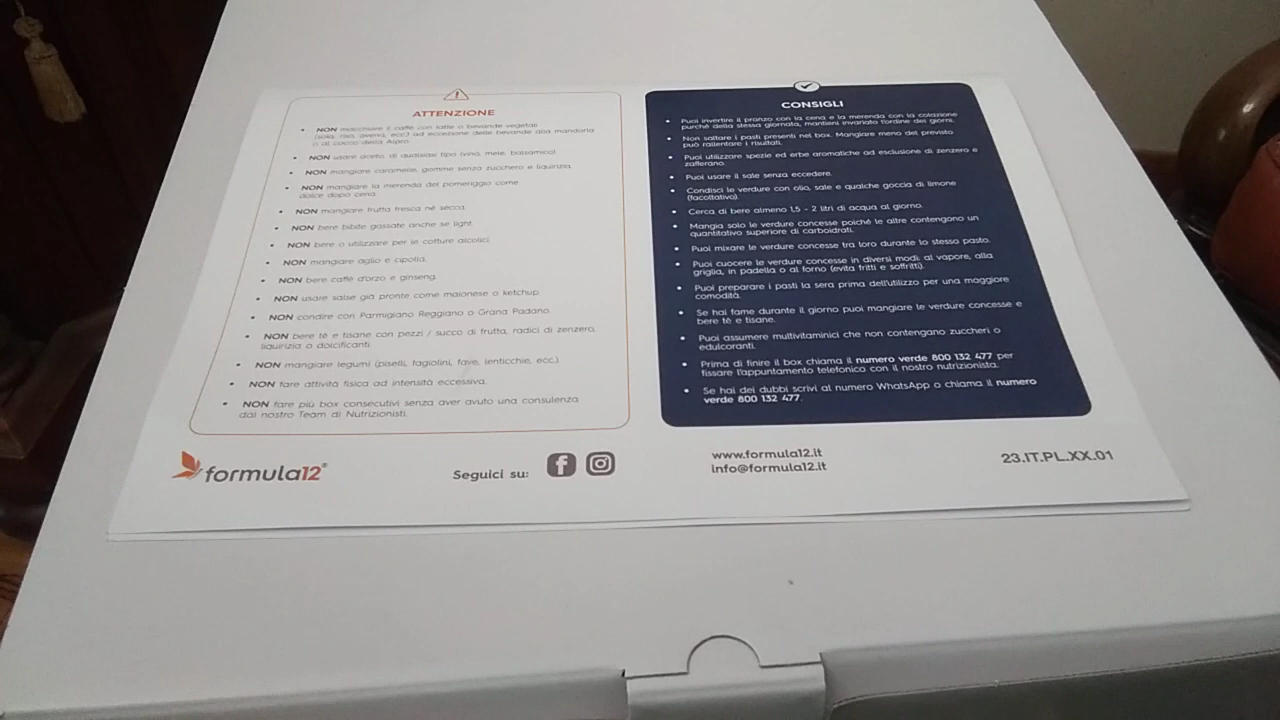 ATTENZIONE
• NON macchiare il caffè con latte o bevande vegetali
(soia, riso, avena, ecc.) ad eccezione delle bevande alla mandorla
o al cocco della Alpro.
• NON usare aceto di qualsiasi tipo (vino, mele, balsamico).
• NON mangiare caramelle, gomme senza zucchero e liquirizia.
• NON mangiare la merenda del pomeriggio come
dolce dopo cena.
• NON mangiare frutta fresca né secca.
• NON bere bibite gassate anche se light.
• NON bere o utilizzare per le cotture alcolici.
• NON mangiare aglio e cipolla.
• NON bere caffè d'orzo e ginseng.
• NON usare salse già pronte come maionese o ketchup.
• NON condire con Parmigiano Reggiano o Grana Padano.
• NON bere tè e tisane con pezzi / succo di frutta, radici di zenzero,
liquirizia o dolcificanti.
• NON mangiare legumi (piselli, fagiolini, fave, lenticchie, ecc.)
• NON fare attività fisica ad intensità eccessiva.
• NON fare più box consecutivi senza aver avuto una consulenza
dal nostro Team di Nutrizionisti.
CONSIGLI
• Puoi invertire il pranzo con la cena e la merenda con la colazione
purché della stessa giornata, mantieni invariato l'ordine dei giorni.
• Non saltare i pasti presenti nel box. Mangiare meno del previsto
può rallentare i risultati.
• Puoi utilizzare spezie ed erbe aromatiche ad esclusione di zenzero e
zafferano.
• Puoi usare il sale senza eccedere.
• Condisci le verdure con olio, sale e qualche goccia di limone
(facoltativo).
• Cerca di bere almeno 1,5 - 2 litri di acqua al giorno.
• Mangia solo le verdure concesse poiché le altre contengono un
quantitativo superiore di carboidrati.
• Puoi mixare le verdure concesse tra loro durante lo stesso pasto.
• Puoi cuocere le verdure concesse in diversi modi: al vapore, alla
griglia, in padella o al forno (evita fritti e soffritti).
• Puoi preparare i pasti la sera prima dell'utilizzo per una maggiore
comodità.
• Se hai fame durante il giorno puoi mangiare le verdure concesse e
bere tè e tisane.
• Puoi assumere multivitaminici che non contengano zuccheri o
edulcoranti.
• Prima di finire il box chiama il numero verde 800 132 477 per
fissare l'appuntamento telefonico con il nostro nutrizionista.
• Se hai dei dubbi scrivi al numero WhatsApp o chiama il numero
verde 800 132 477.
formula12®
Seguici su:
www.formula12.it
info@formula12.it
23.IT.PL.XX.01